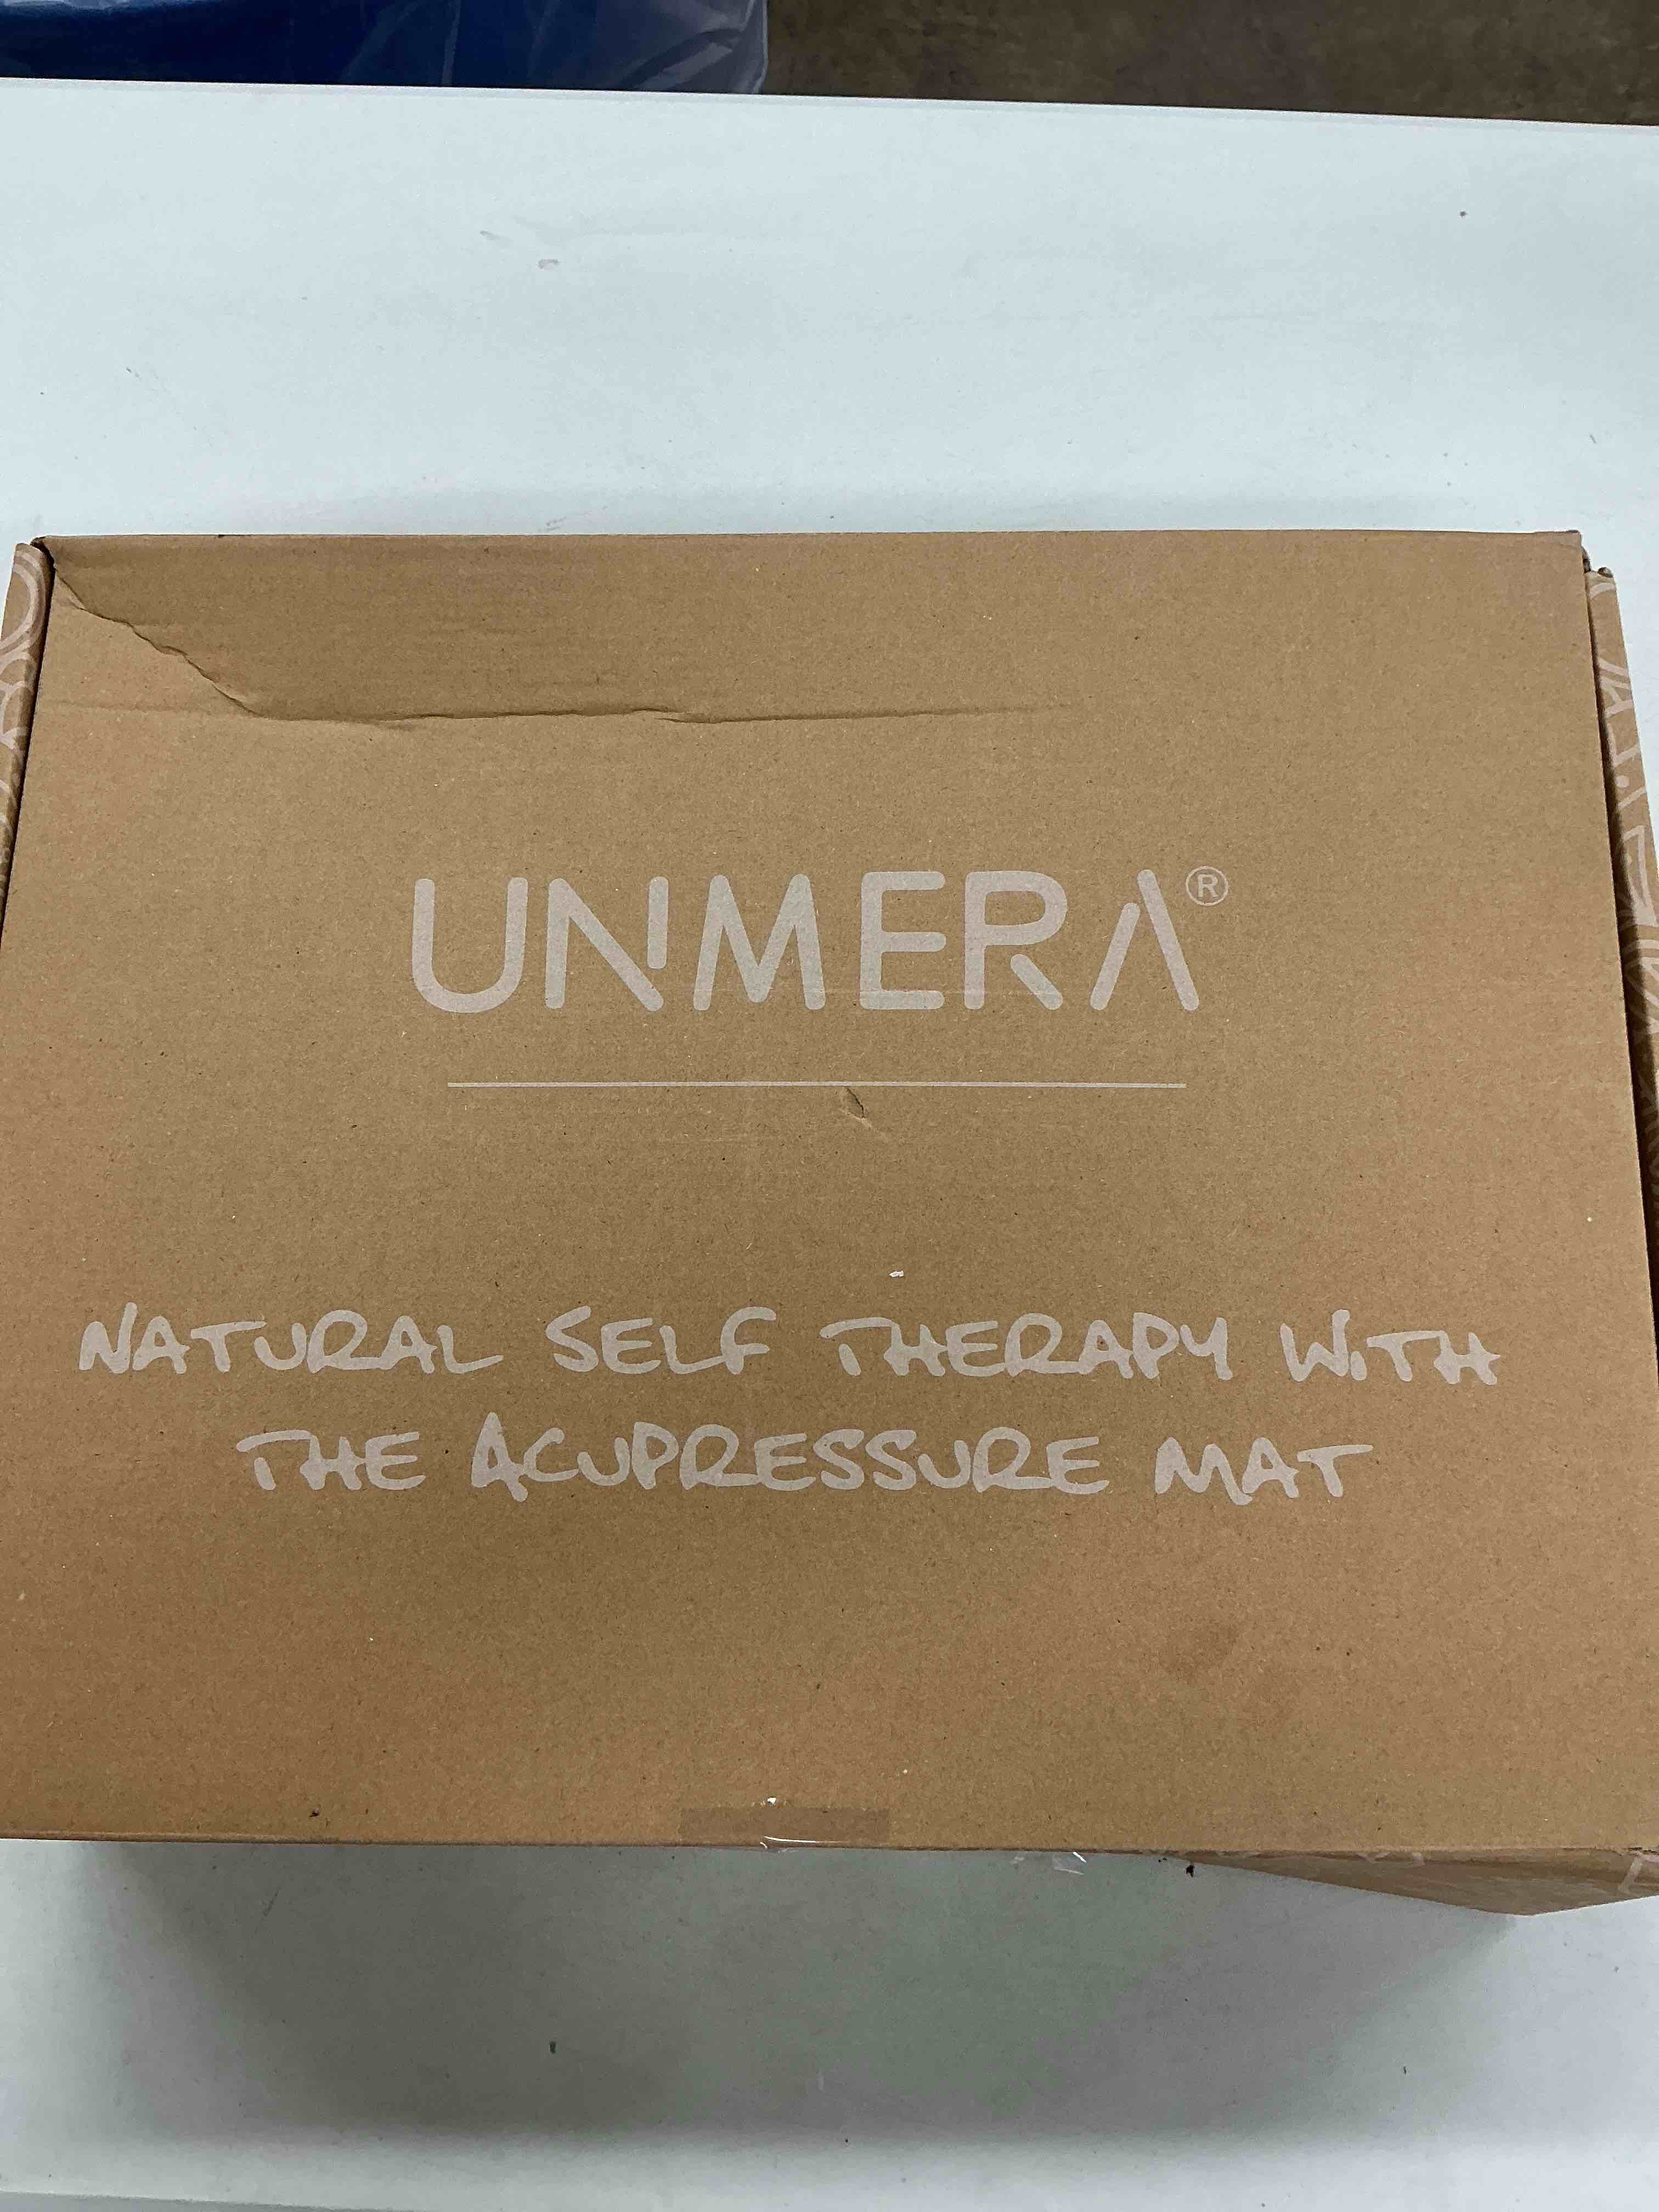 UNMERA®
NATURAL SELF THERAPY WITH
THE ACUPRESSURE MAT